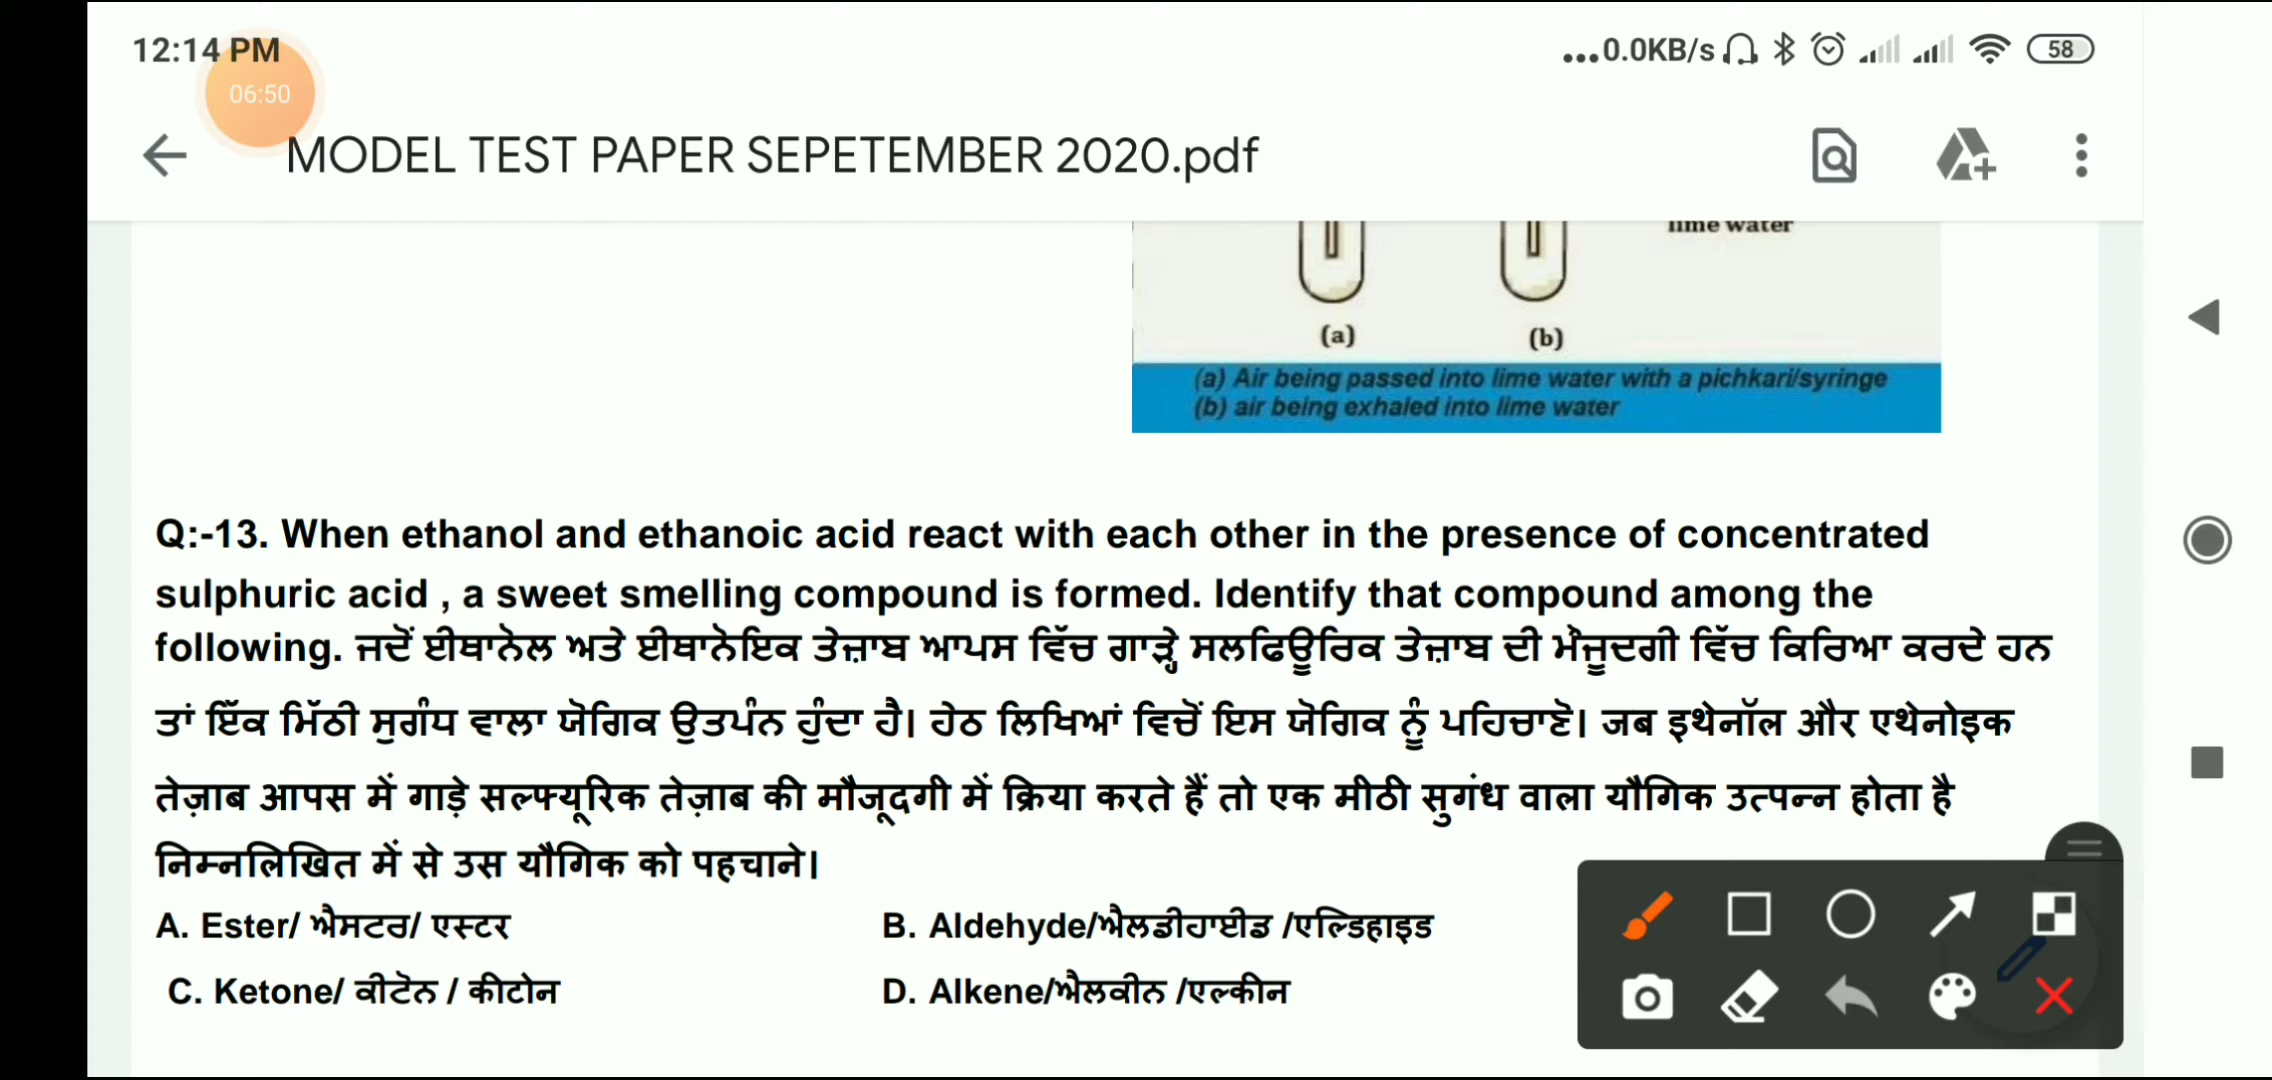 12:14 PM
...0.0KB/s
58
06:50
MODEL TEST PAPER SEPETEMBER 2020.pdf
lime water
(a) (b)
(a) Air being passed into lime water with a pichkari/syringe
(b) air being exhaled into lime water
Q:-13. When ethanol and ethanoic acid react with each other in the presence of concentrated
sulphuric acid , a sweet smelling compound is formed. Identify that compound among the
following. ਜਦੋਂ ਈਥਾਨੋਲ ਅਤੇ ਈਥਾਨੋਇਕ ਤੇਜ਼ਾਬ ਆਪਸ ਵਿੱਚ ਗਾੜ੍ਹੇ ਸਲਫਿਊਰਿਕ ਤੇਜ਼ਾਬ ਦੀ ਮੌਜੂਦਗੀ ਵਿੱਚ ਕਿਰਿਆ ਕਰਦੇ ਹਨ
ਤਾਂ ਇੱਕ ਮਿੱਠੀ ਸੁਗੰਧ ਵਾਲਾ ਯੋਗਿਕ ਉਤਪੰਨ ਹੁੰਦਾ ਹੈ। ਹੇਠ ਲਿਖਿਆਂ ਵਿਚੋਂ ਇਸ ਯੋਗਿਕ ਨੂੰ ਪਹਿਚਾਣੋ। जब इथेनॉल और एथेनोइक
तेज़ाब आपस में गाड़े सल्फ्यूरिक तेज़ाब की मौजूदगी में क्रिया करते हैं तो एक मीठी सुगंध वाला यौगिक उत्पन्न होता है
निम्नलिखित में से उस यौगिक को पहचाने।
A. Ester/ ਐਸਟਰ/ एस्टर B. Aldehyde/ਐਲਡੀਹਾਈਡ /एल्डिहाइड
C. Ketone/ ਕੀਟੋਨ / कीटोन D. Alkene/ਐਲਕੀਨ /एल्कीन